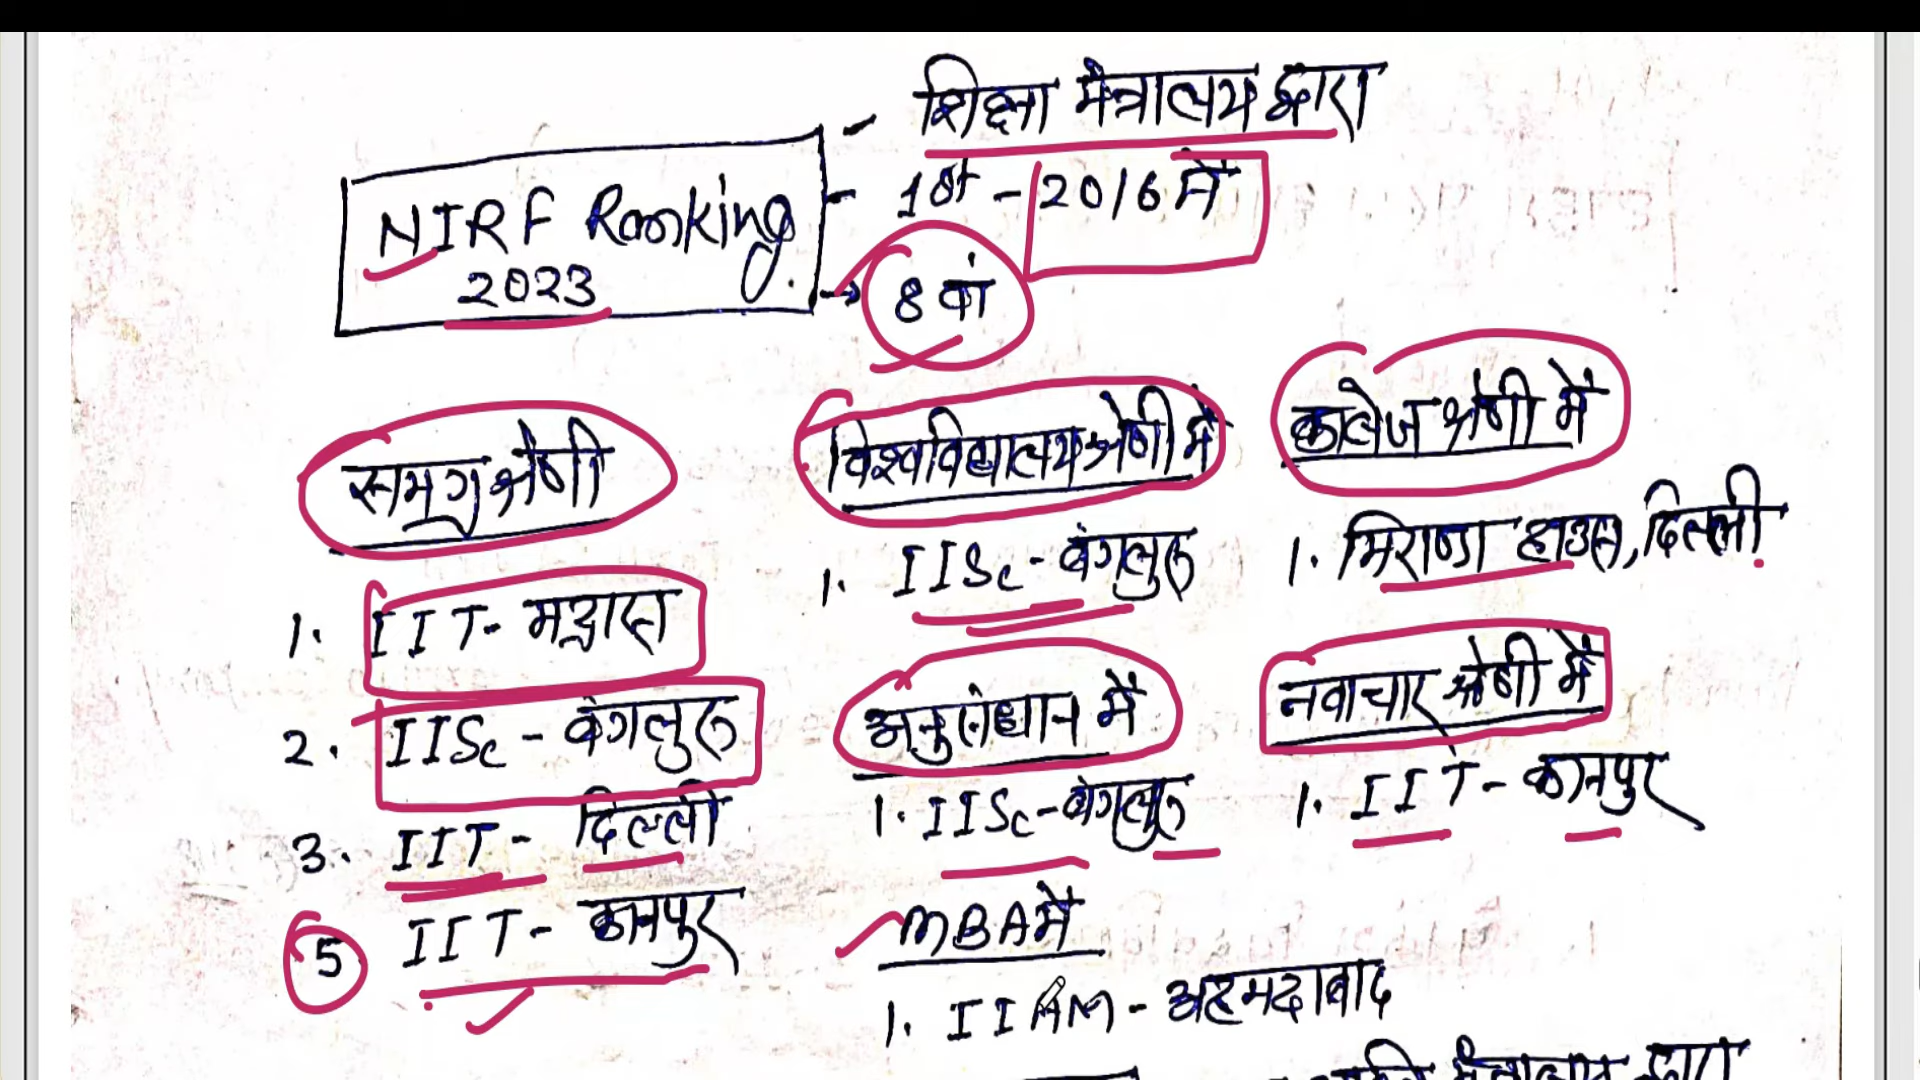 शिक्षा मंत्रालय द्वारा
NIRF Ranking
2023
1st - 2016 में
8 वां
समग्र श्रेणी
1. IIT- मद्रास
2. IISc - बंगलुरु
3. IIT- दिल्ली
5 IIT- कानपुर
विश्वविद्यालय श्रेणी में
1. IISc - बंगलुरु
अनुसंधान में
1. IISc - बंगलुरु
MBA में
1. IIAM - अहमदाबाद
कालेज श्रेणी में
1. मिराण्डा हाउस, दिल्ली
नवाचार श्रेणी में
1. IIT - कानपुर
द्वारा